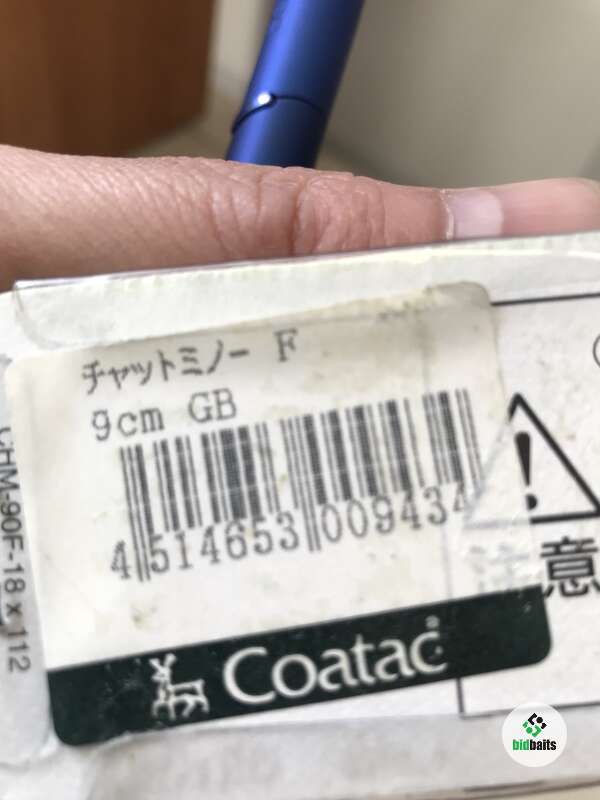 チャットミノー F
9cm GB
4 514653 009434
Coatac
CHM-90F-18 x 112
注意
bidbaits